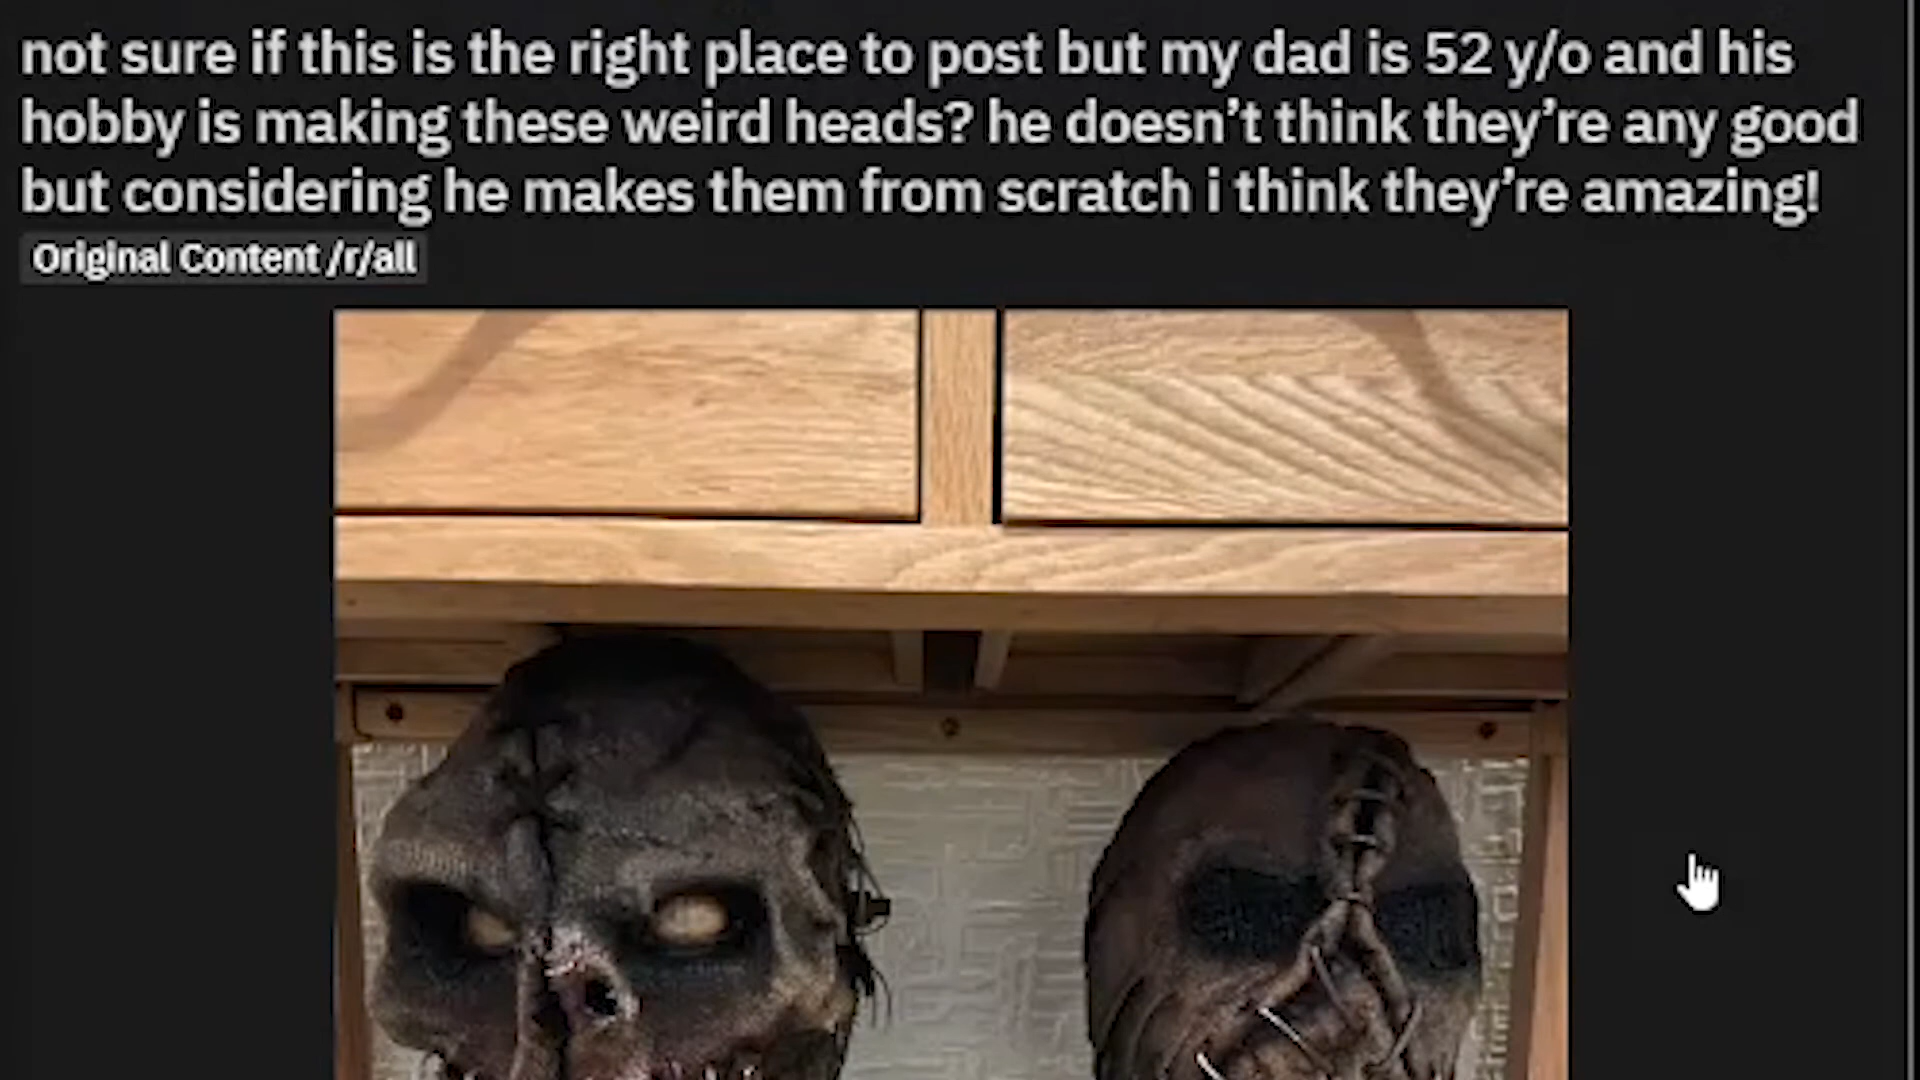 not sure if this is the right place to post but my dad is 52 y/o and his
hobby is making these weird heads? he doesn’t think they’re any good
but considering he makes them from scratch i think they’re amazing!
Original Content /r/all